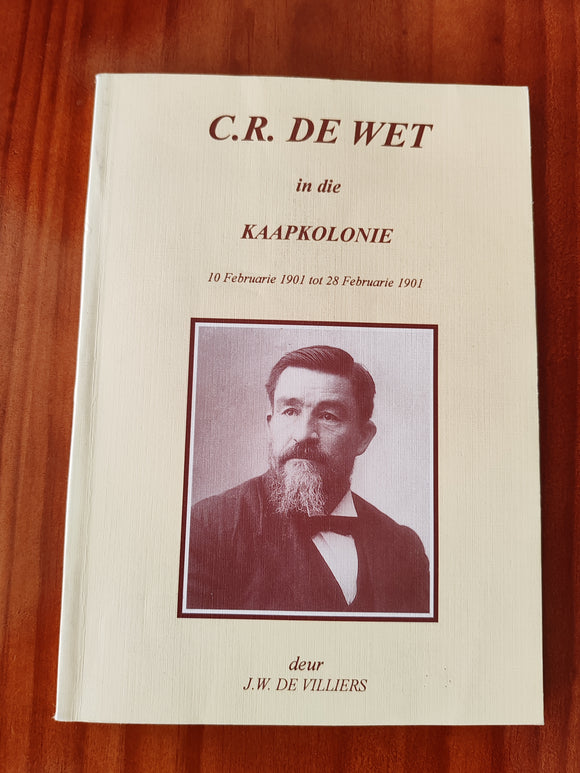 C.R. DE WET
in die
KAAPKOLONIE
10 Februarie 1901 tot 28 Februarie 1901
deur
J.W. DE VILLIERS